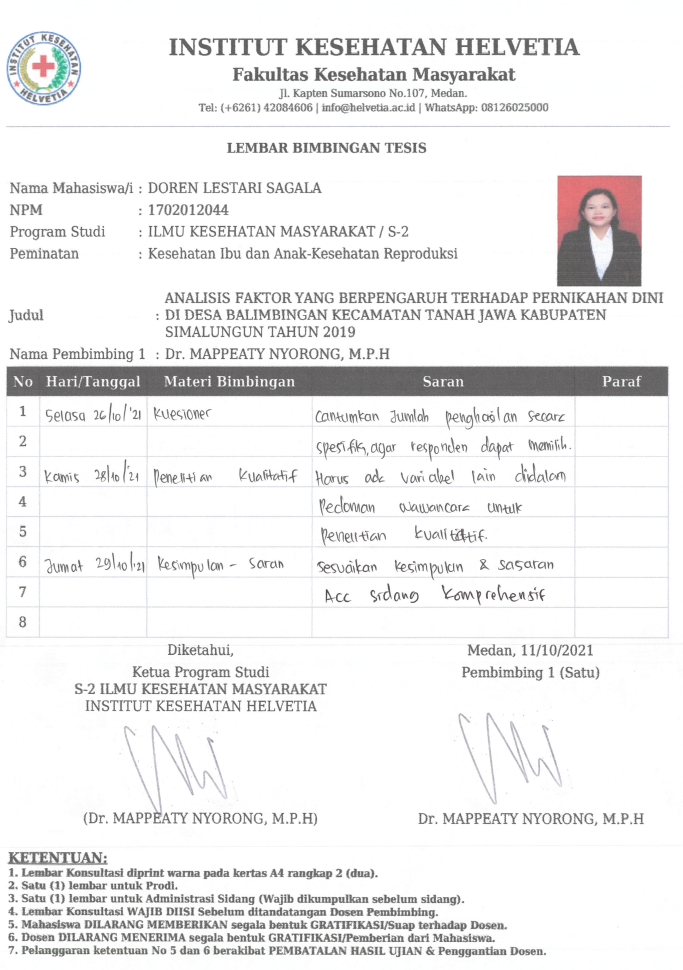 INSTITUT KESEHATAN HELVETIA
INSTITUT KESEHATAN HELVETIA
Fakultas Kesehatan Masyarakat
Jl. Kapten Sumarsono No.107, Medan.
Tel: (+6261) 42084606 | info@helvetia.ac.id | WhatsApp: 08126025000
LEMBAR BIMBINGAN TESIS
Nama Mahasiswa/i : DOREN LESTARI SAGALA
NPM : 1702012044
Program Studi : ILMU KESEHATAN MASYARAKAT / S-2
Peminatan : Kesehatan Ibu dan Anak-Kesehatan Reproduksi
ANALISIS FAKTOR YANG BERPENGARUH TERHADAP PERNIKAHAN DINI
Judul : DI DESA BALIMBINGAN KECAMATAN TANAH JAWA KABUPATEN
SIMALUNGUN TAHUN 2019
Nama Pembimbing 1 : Dr. MAPPEATY NYORONG, M.P.H
No Hari/Tanggal Materi Bimbingan Saran Paraf
1 Selasa 26/10/'21 Kuesioner Cantumkan Jumlah penghasilan secara
2 spesifik, agar responden dapat memilih.
3 Kamis 28/10/'21 Penelitian Kualitatif Harus ada variabel lain didalam
4 Pedoman wawancara untuk
5 Penelitian kualitatif.
6 Jumat 29/10/'21 Kesimpulan - Saran Sesuaikan kesimpulan & sasaran
7 Acc sidang komprehensif
8
Diketahui, Medan, 11/10/2021
Ketua Program Studi Pembimbing 1 (Satu)
S-2 ILMU KESEHATAN MASYARAKAT
INSTITUT KESEHATAN HELVETIA
(Dr. MAPPEATY NYORONG, M.P.H) Dr. MAPPEATY NYORONG, M.P.H
KETENTUAN:
1. Lembar Konsultasi diprint warna pada kertas A4 rangkap 2 (dua).
2. Satu (1) lembar untuk Prodi.
3. Satu (1) lembar untuk Administrasi Sidang (Wajib dikumpulkan sebelum sidang).
4. Lembar Konsultasi WAJIB DIISI Sebelum ditandatangan Dosen Pembimbing.
5. Mahasiswa DILARANG MEMBERIKAN segala bentuk GRATIFIKASI/Suap terhadap Dosen.
6. Dosen DILARANG MENERIMA segala bentuk GRATIFIKASI/Pemberian dari Mahasiswa.
7. Pelanggaran ketentuan No 5 dan 6 berakibat PEMBATALAN HASIL UJIAN & Penggantian Dosen.